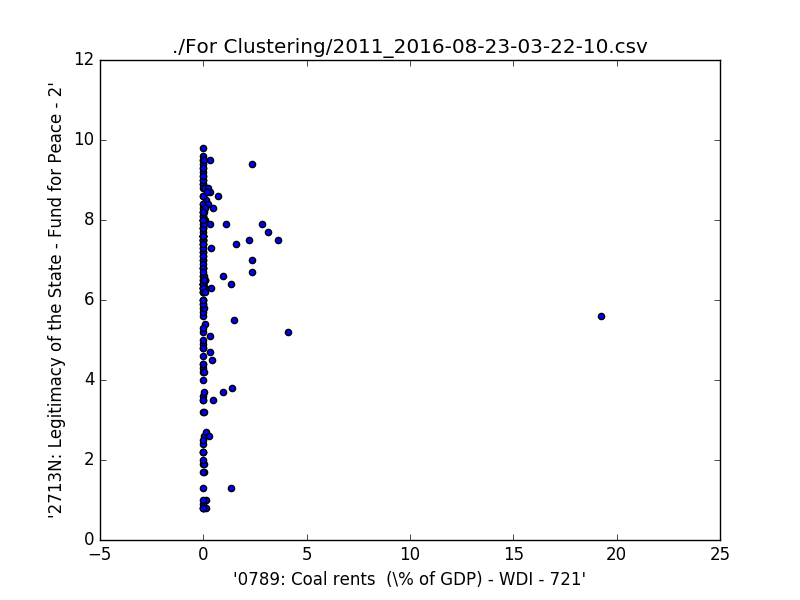 ./For Clustering/2011_2016-08-23-03-22-10.csv
12
10
8
6
4
2
0
'2713N: Legitimacy of the State - Fund for Peace - 2'
−5 0 5 10 15 20 25
'0789: Coal rents  (\% of GDP) - WDI - 721'